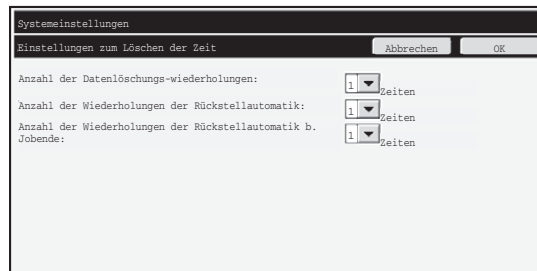 Systemeinstellungen
Einstellungen zum Löschen der Zeit
Abbrechen
OK
Anzahl der Datenlöschungs-wiederholungen:
1
Zeiten
Anzahl der Wiederholungen der Rückstellautomatik:
1
Zeiten
Anzahl der Wiederholungen der Rückstellautomatik b.
Jobende:
1
Zeiten